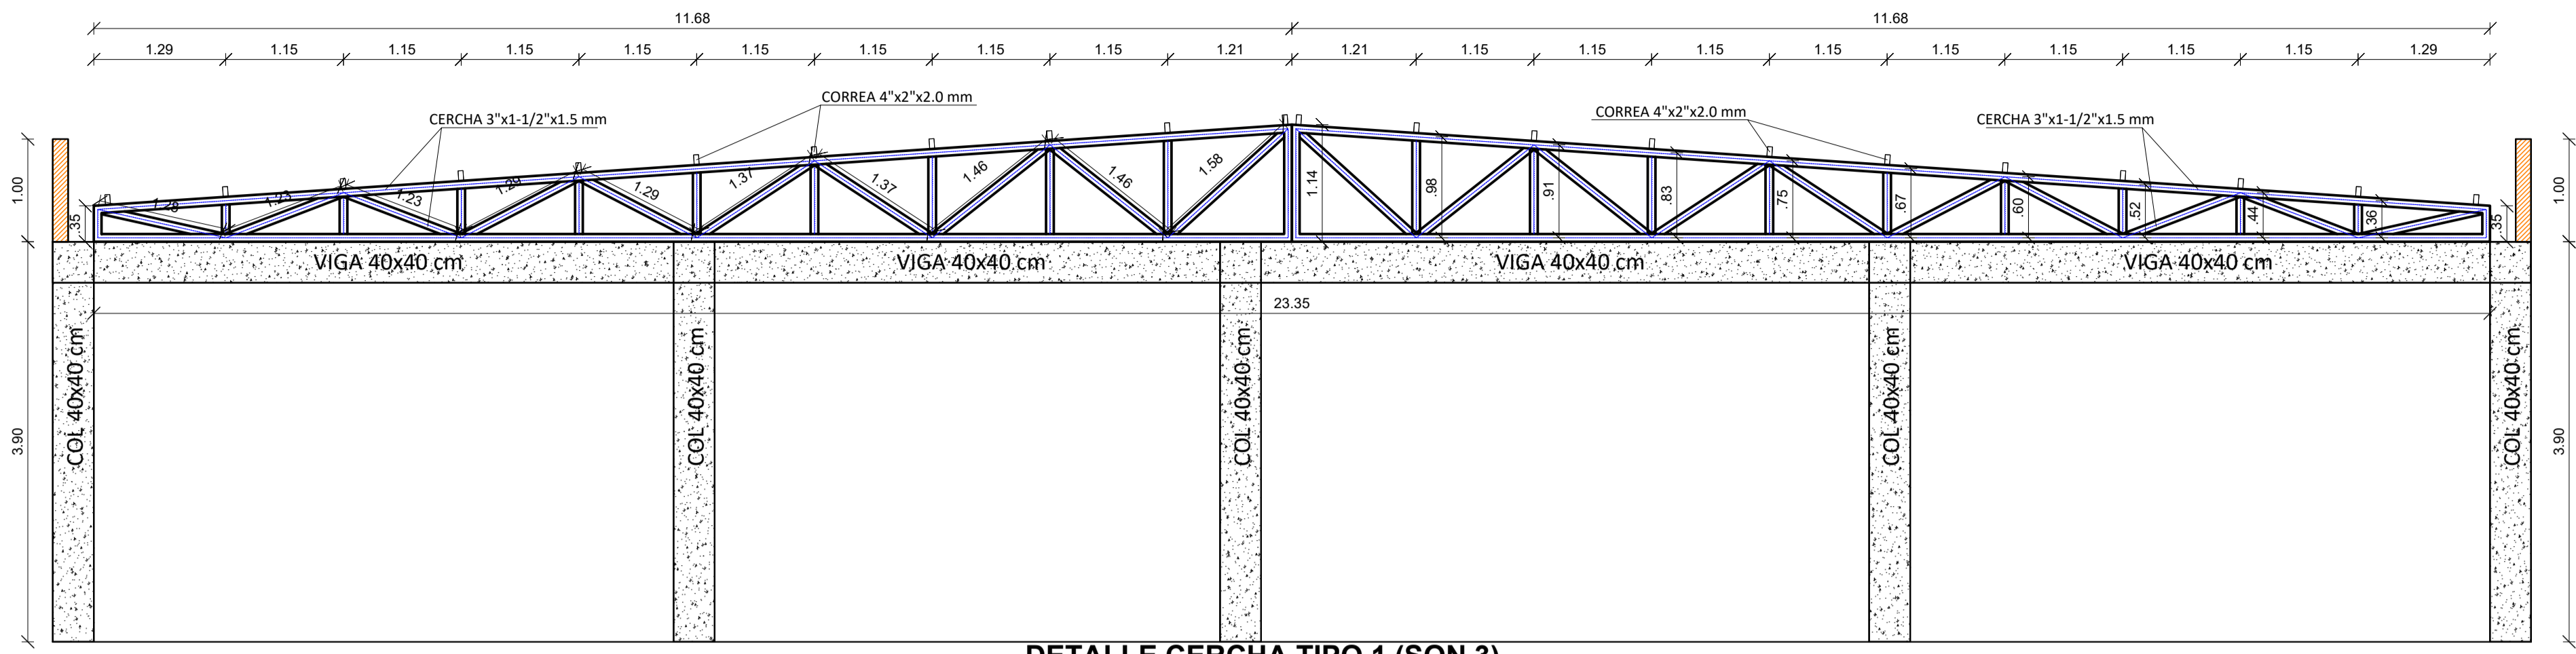 11.68 11.68
1.29 1.15 1.15 1.15 1.15 1.15 1.15 1.15 1.15 1.21 1.21 1.15 1.15 1.15 1.15 1.15 1.15 1.15 1.15 1.29
CORREA 4"x2"x2.0 mm
CORREA 4"x2"x2.0 mm
CERCHA 3"x1-1/2"x1.5 mm
CERCHA 3"x1-1/2"x1.5 mm
1.00 .35 1.28 1.23 1.23 1.29 1.29 1.37 1.37 1.46 1.46 1.58 1.14 .98 .91 .83 .75 .67 .60 .52 .44 .36 .35 1.00
VIGA 40x40 cm VIGA 40x40 cm VIGA 40x40 cm VIGA 40x40 cm
23.35
3.90 COL 40x40 cm COL 40x40 cm COL 40x40 cm COL 40x40 cm COL 40x40 cm 3.90
DETALLE CERCHA TIPO 1 (SON 3)